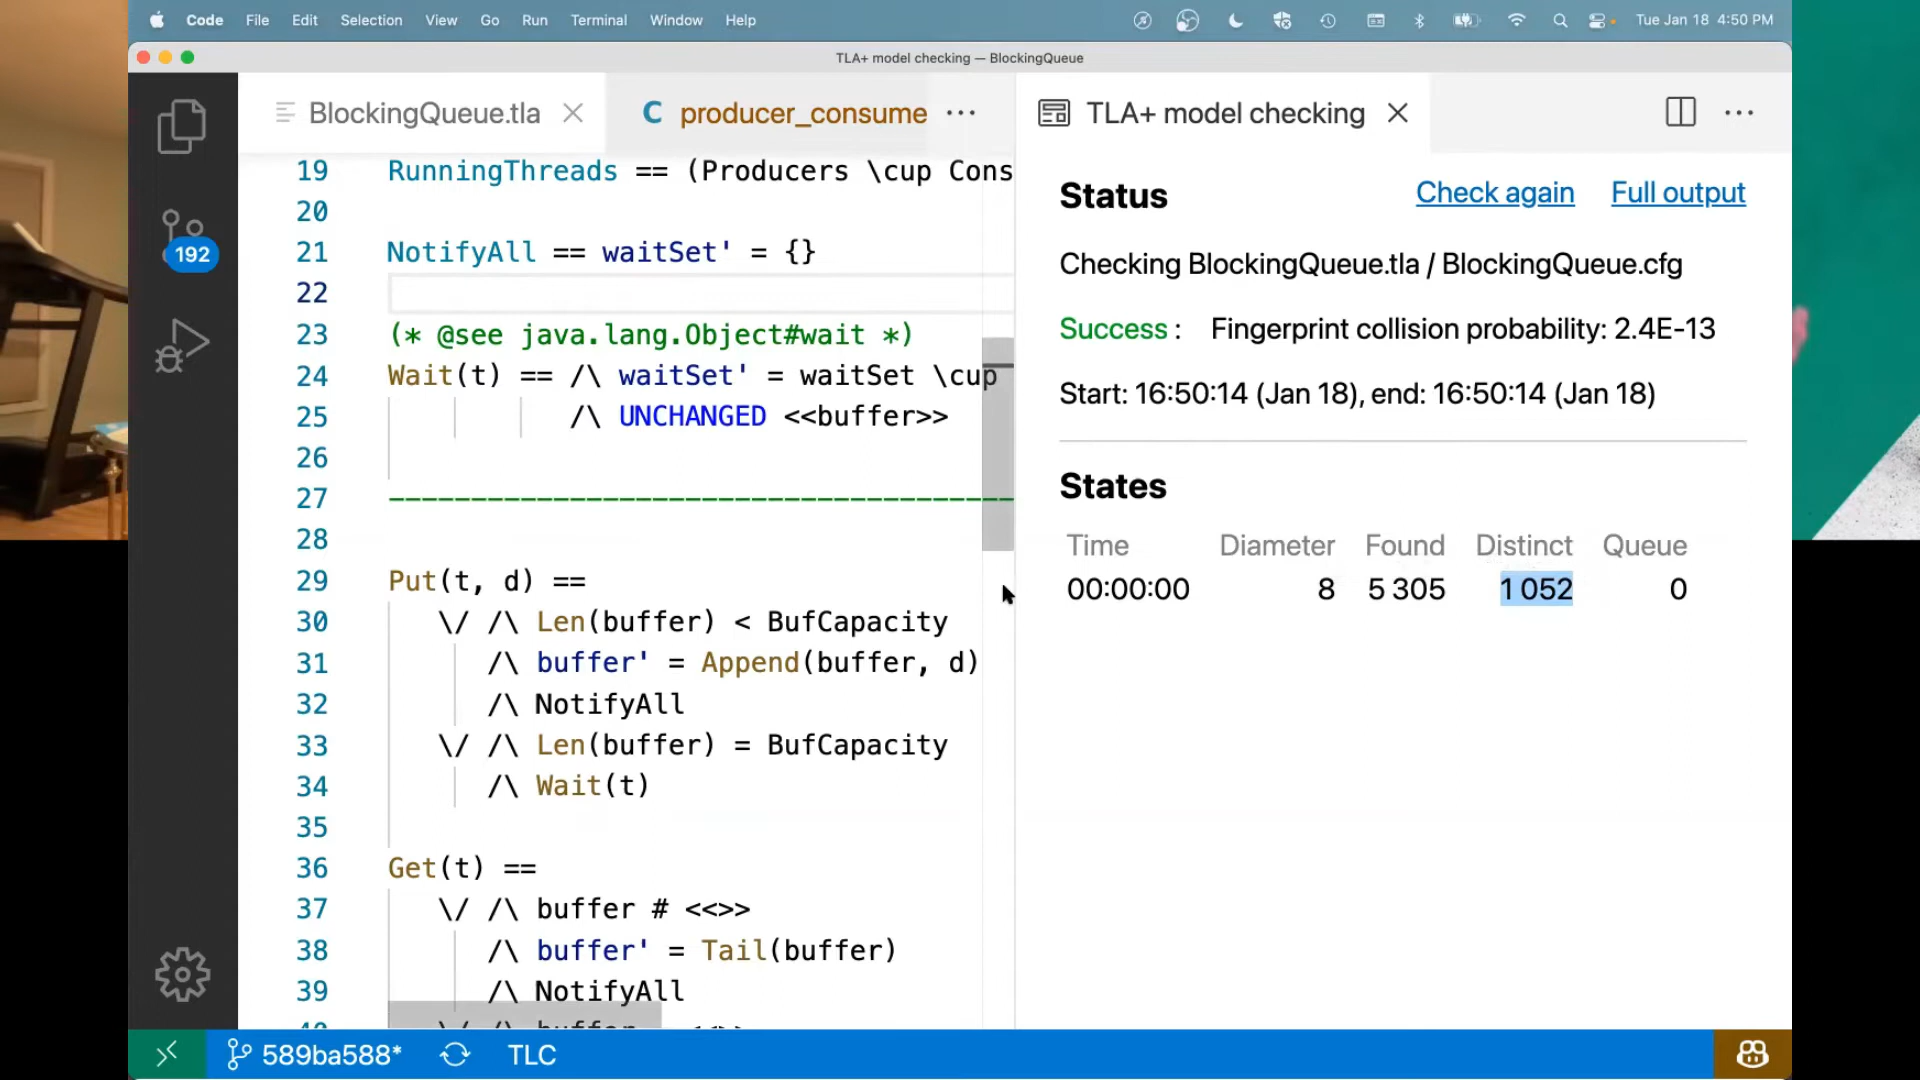 Code File Edit Selection View Go Run Terminal Window Help Tue Jan 18 4:50 PM
TLA+ model checking — BlockingQueue
BlockingQueue.tla
C producer_consume ···
TLA+ model checking
192
19 RunningThreads == (Producers \cup Cons
20
21 NotifyAll == waitSet' = {}
22
23 (* @see java.lang.Object#wait *)
24 Wait(t) == /\ waitSet' = waitSet \cup
25 /\ UNCHANGED <<buffer>>
26
27 --------------------------------------
28
29 Put(t, d) ==
30 \/ /\ Len(buffer) < BufCapacity
31 /\ buffer' = Append(buffer, d)
32 /\ NotifyAll
33 \/ /\ Len(buffer) = BufCapacity
34 /\ Wait(t)
35
36 Get(t) ==
37 \/ /\ buffer # <<>>
38 /\ buffer' = Tail(buffer)
39 /\ NotifyAll
Status
Check again Full output
Checking BlockingQueue.tla / BlockingQueue.cfg
Success : Fingerprint collision probability: 2.4E-13
Start: 16:50:14 (Jan 18), end: 16:50:14 (Jan 18)
States
Time Diameter Found Distinct Queue
00:00:00 8 5 305 1 052 0
589ba588* TLC